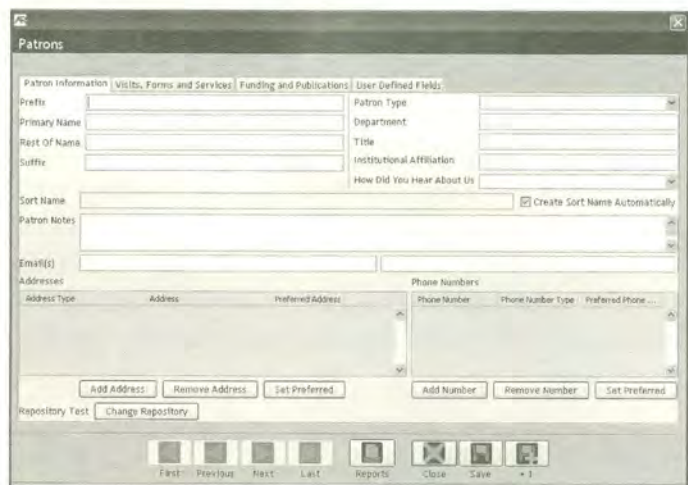 Patrons
Patron Information Visits, Forms and Services Funding and Publications User Defined Fields
Prefix
Patron Type
Primary Name
Department
Rest Of Name
Title
Suffix
Institutional Affiliation
How Did You Hear About Us
Sort Name
Create Sort Name Automatically
Patron Notes
Email(s)
Addresses
Phone Numbers
Address Type Address Preferred Address
Phone Number Phone Number Type Preferred Phone ...
Add Address Remove Address Set Preferred
Add Number Remove Number Set Preferred
Repository Test Change Repository
First Previous Next Last Reports Close Save + 1